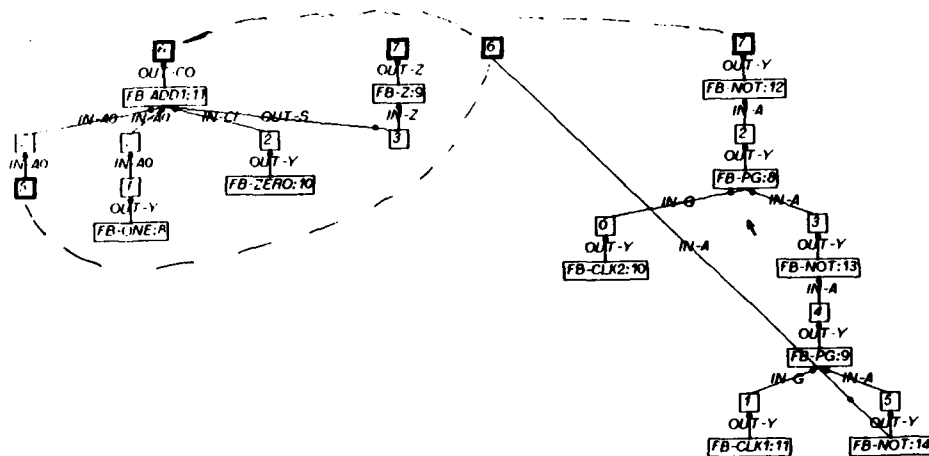 7 6 7
OUT-CO OUT-Z OUT-Y
FB-ADD1:11 FB-Z:9 FB-NOT:12
IN-A0 IN-A0 IN-CI OUT-S IN-Z IN-A
2 3 2
IN-A0 IN-A0 OUT-Y OUT-Y
FB-ZERO:10 FB-PG:8
OUT-Y IN-G IN-A
FB-ONE:8 0 3
OUT-Y IN-A OUT-Y
FB-CLK2:10 FB-NOT:13
IN-A
4
OUT-Y
FB-PG:9
IN-G IN-A
1 5
OUT-Y OUT-Y
FB-CLK1:11 FB-NOT:14